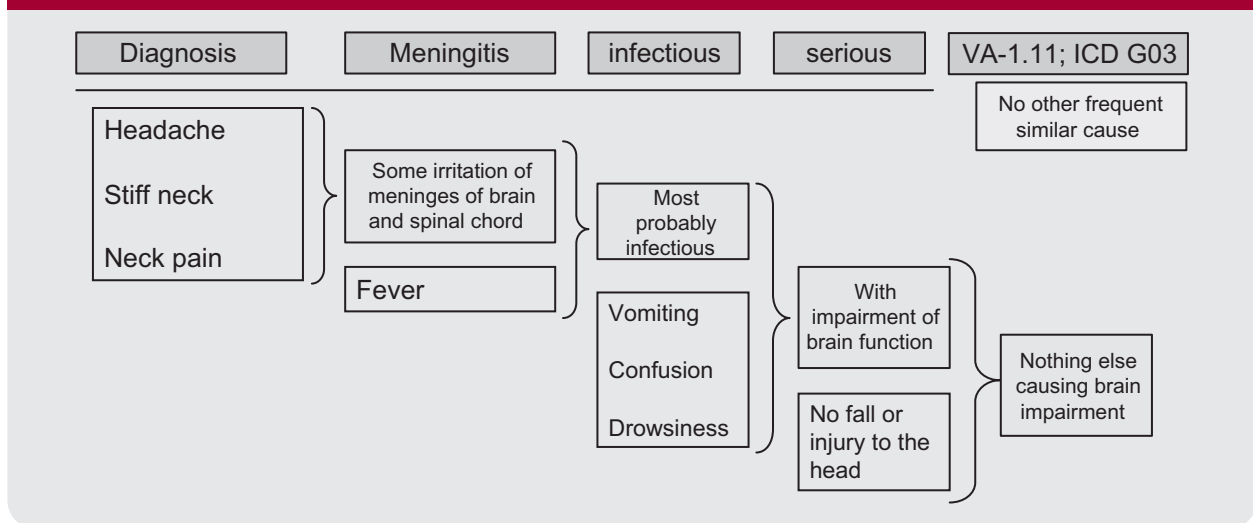 Diagnosis
Meningitis
infectious
serious
VA-1.11; ICD G03
No other frequent
similar cause
Headache
Stiff neck
Neck pain
Some irritation of
meninges of brain
and spinal chord
Fever
Most
probably
infectious
Vomiting
Confusion
Drowsiness
With
impairment of
brain function
No fall or
injury to the
head
Nothing else
causing brain
impairment